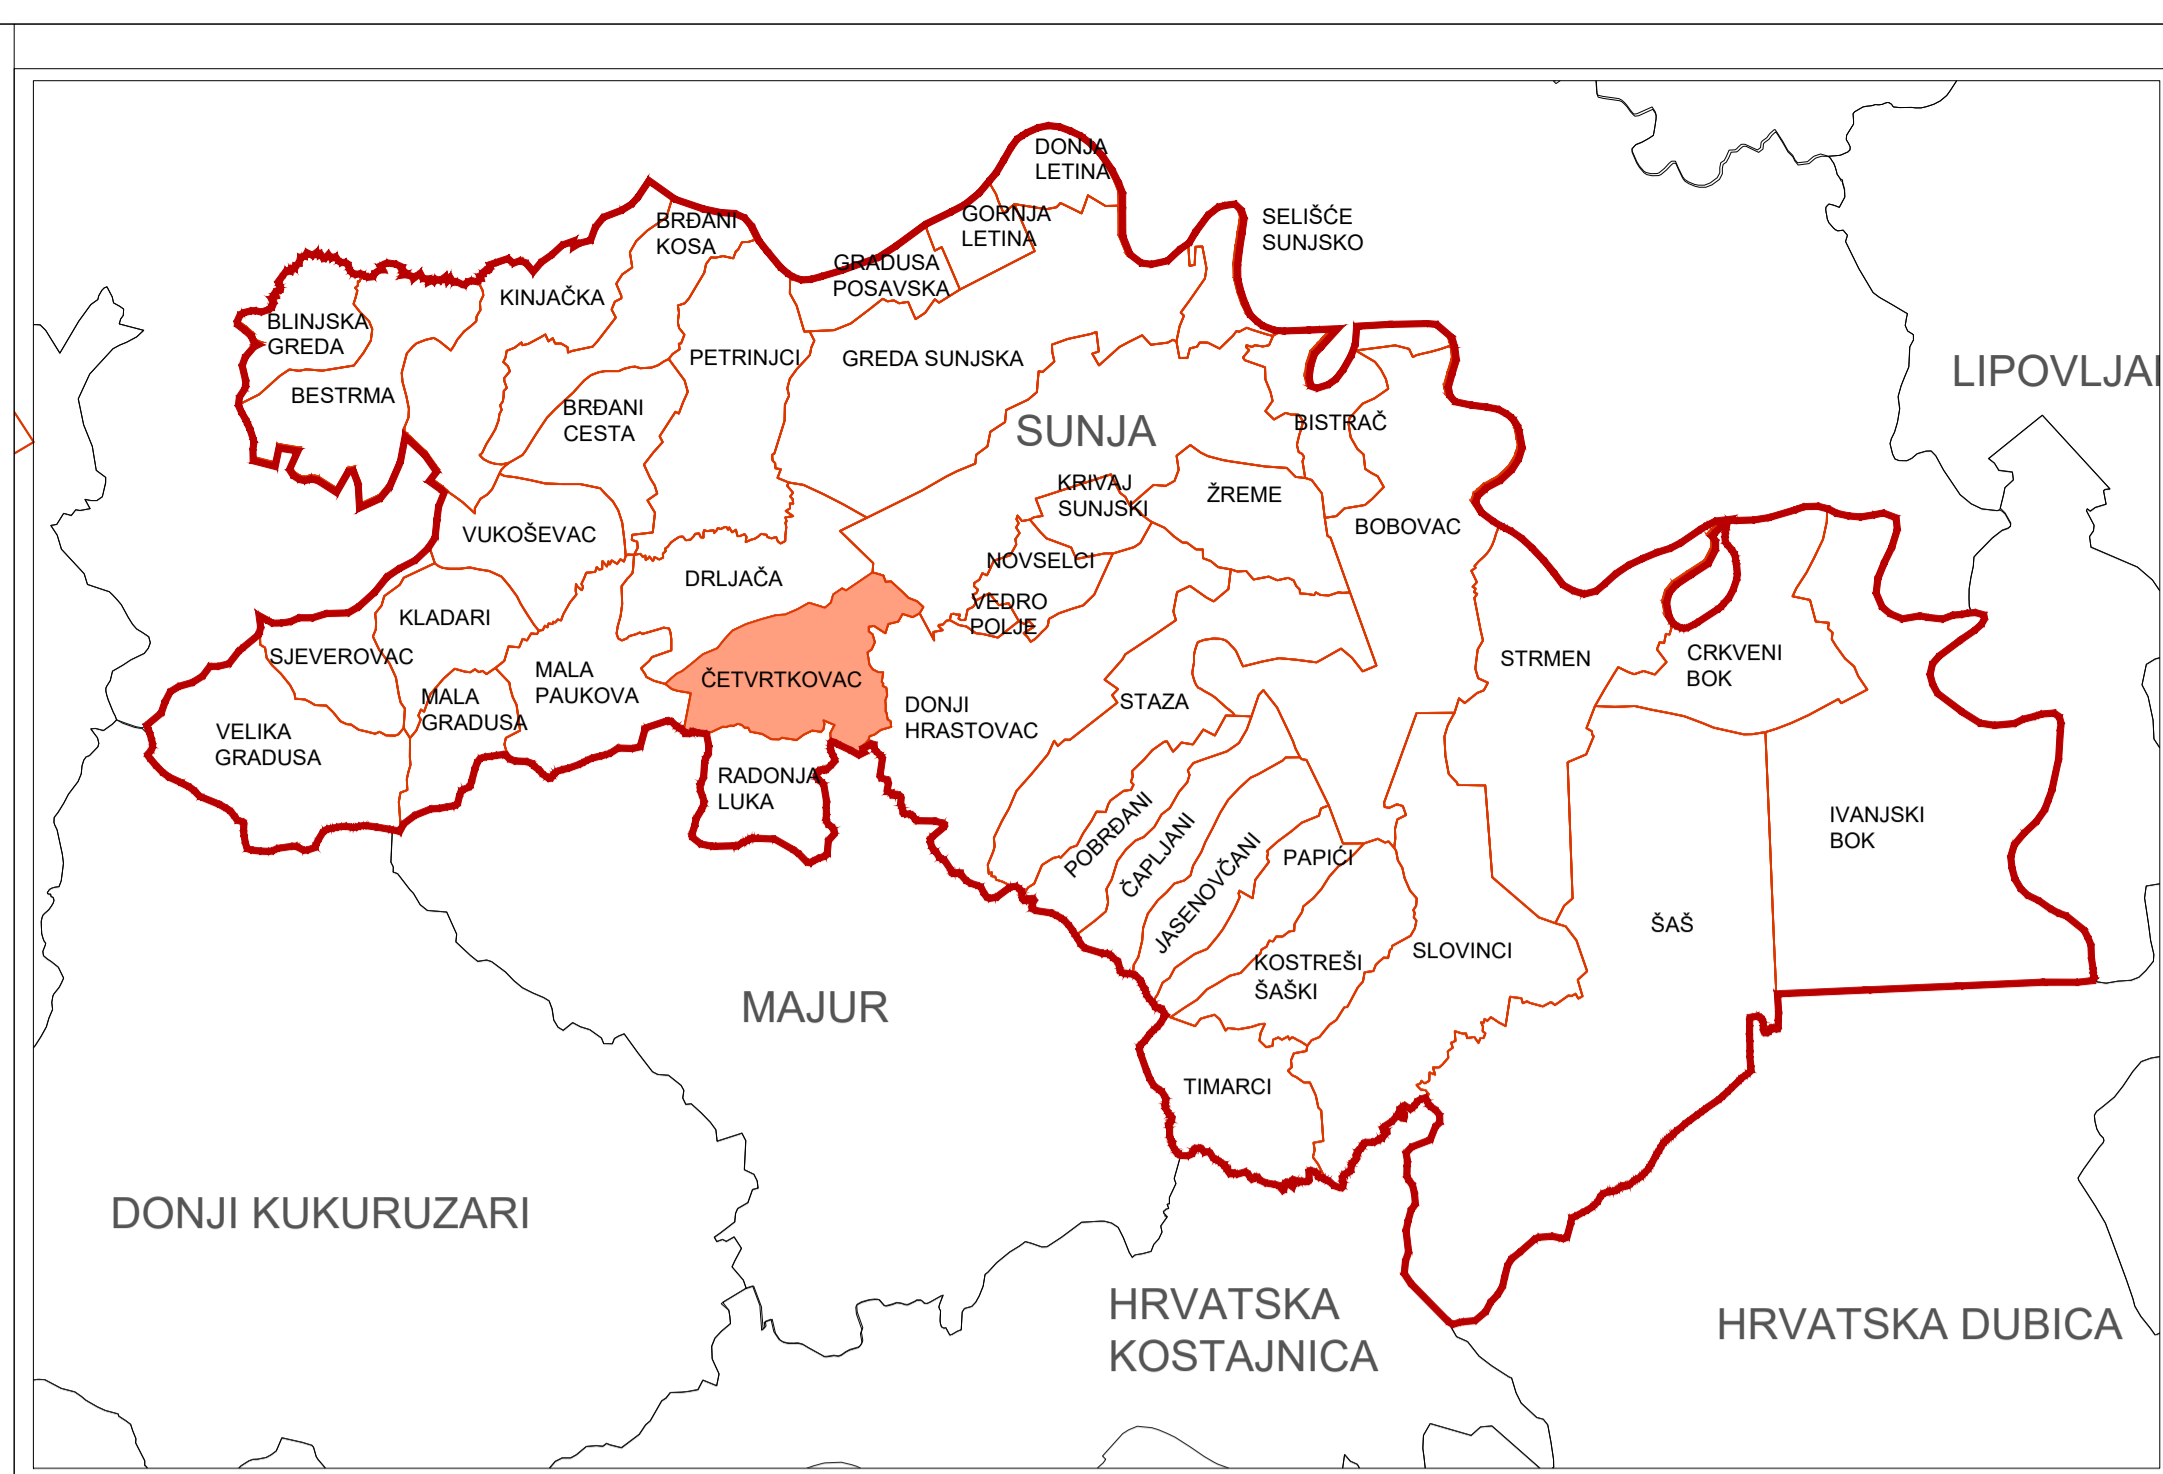 DONJA
LETINA
GORNJA
LETINA
SELIŠĆE
SUNJSKO
BRĐANI
KOSA
GRADUSA
POSAVSKA
KINJAČKA
BLINJSKA
GREDA
PETRINJCI
GREDA SUNJSKA
LIPOVLJA
BESTRMA
BRĐANI
CESTA
SUNJA
BISTRAČ
KRIVAJ
SUNJSKI
ŽREME
VUKOŠEVAC
BOBOVAC
NOVSELCI
DRLJAČA
VEDRO
POLJE
KLADARI
SJEVEROVAC
MALA
PAUKOVA
ČETVRTKOVAC
STRMEN
CRKVENI
BOK
MALA
GRADUSA
DONJI
HRASTOVAC
STAZA
VELIKA
GRADUSA
RADONJA
LUKA
POBRĐANI
ČAPLJANI
JASENOVČANI
PAPIĆI
IVANJSKI
BOK
ŠAŠ
SLOVINCI
KOSTREŠI
ŠAŠKI
MAJUR
TIMARCI
DONJI KUKURUZARI
HRVATSKA
KOSTAJNICA
HRVATSKA DUBICA